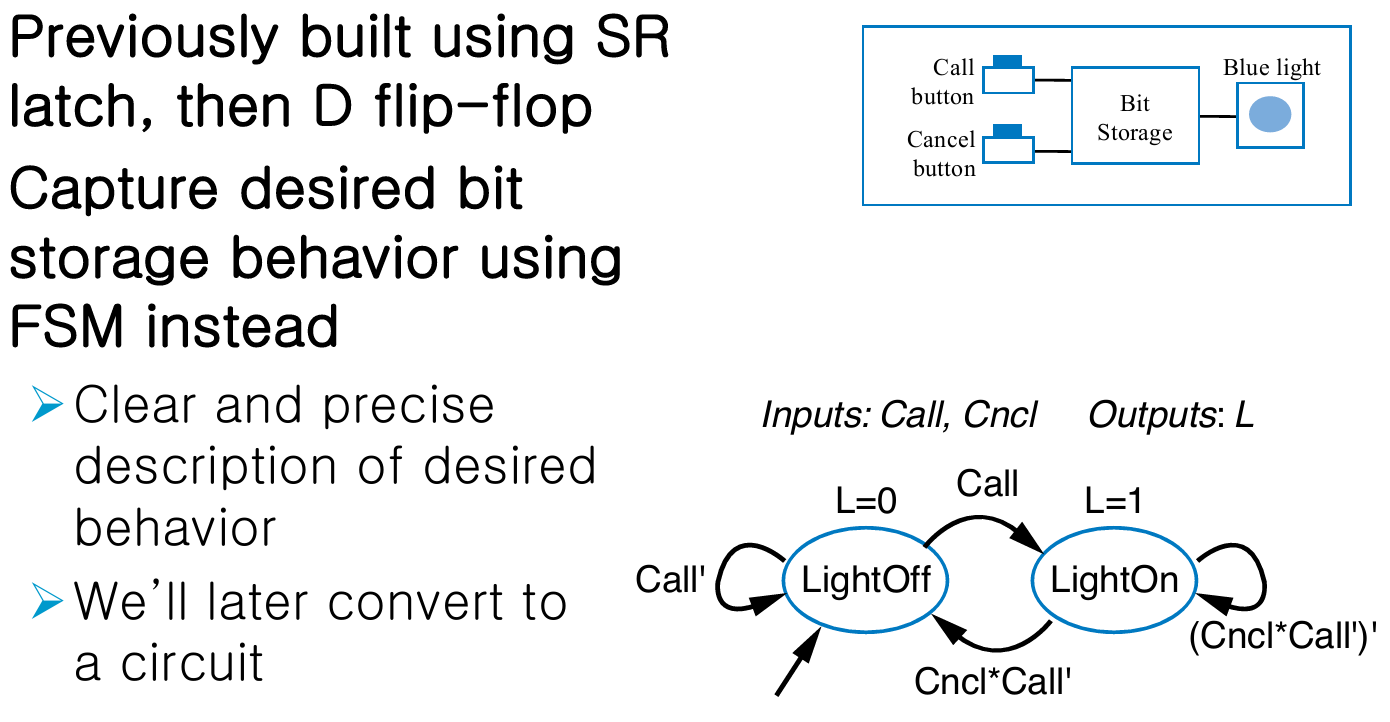 Previously built using SR
latch, then D flip-flop
Capture desired bit
storage behavior using
FSM instead
Clear and precise
description of desired
behavior
We'll later convert to
a circuit
Call
button
Cancel
button
Bit
Storage
Blue light
Inputs: Call, Cncl Outputs: L
L=0
Call
L=1
Call'
LightOff
LightOn
(Cncl*Call')'
Cncl*Call'